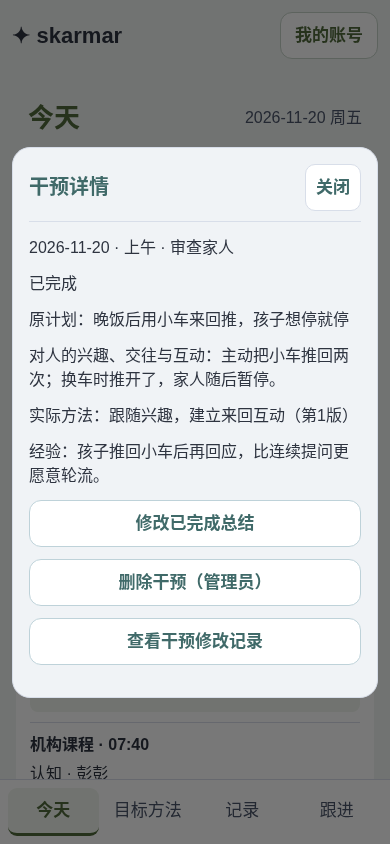 ✦ skarmar
我的账号
今天
2026-11-20 周五
干预详情
关闭
2026-11-20 · 上午 · 审查家人
已完成
原计划：晚饭后用小车来回推，孩子想停就停
对人的兴趣、交往与互动：主动把小车推回两
次；换车时推开了，家人随后暂停。
实际方法：跟随兴趣，建立来回互动（第1版）
经验：孩子推回小车后再回应，比连续提问更
愿意轮流。
修改已完成总结
删除干预（管理员）
查看干预修改记录
机构课程 · 07:40
认知 · 彭彭
今天
目标方法
记录
跟进